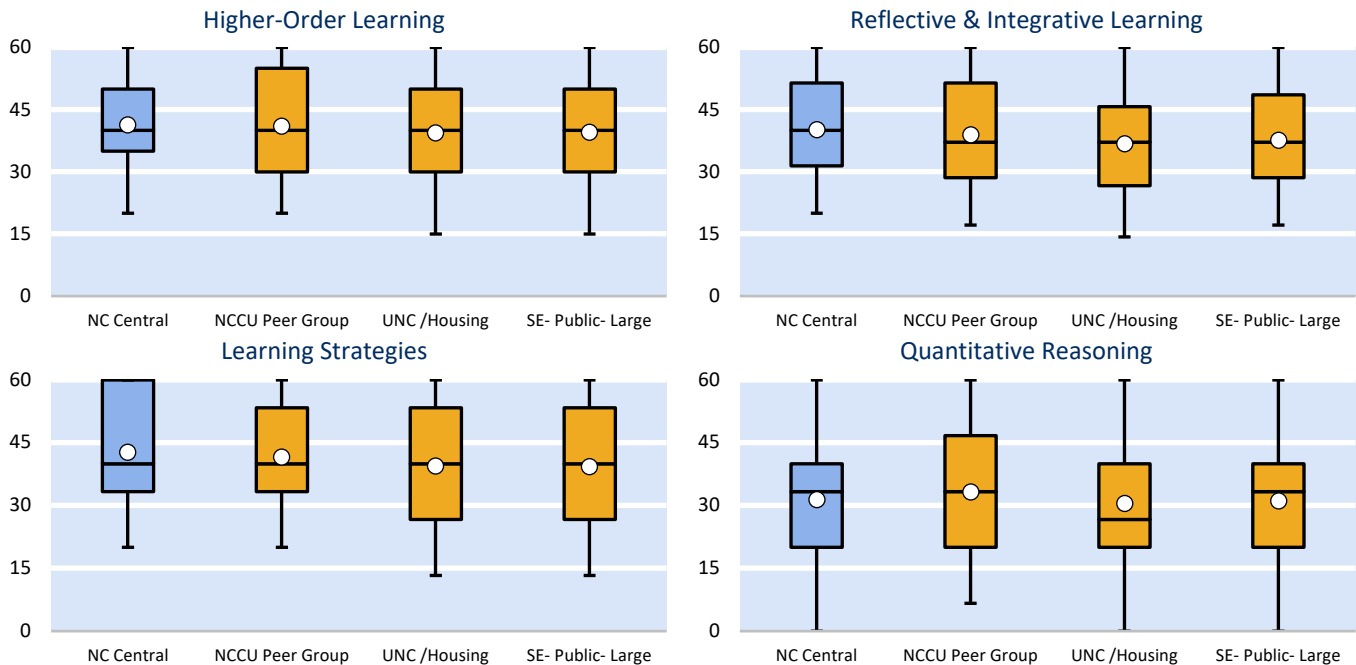 Higher-Order Learning
60
45
30
15
0
NC Central NCCU Peer Group UNC /Housing SE- Public- Large
Reflective & Integrative Learning
60
45
30
15
0
NC Central NCCU Peer Group UNC /Housing SE- Public- Large
Learning Strategies
60
45
30
15
0
NC Central NCCU Peer Group UNC /Housing SE- Public- Large
Quantitative Reasoning
60
45
30
15
0
NC Central NCCU Peer Group UNC /Housing SE- Public- Large